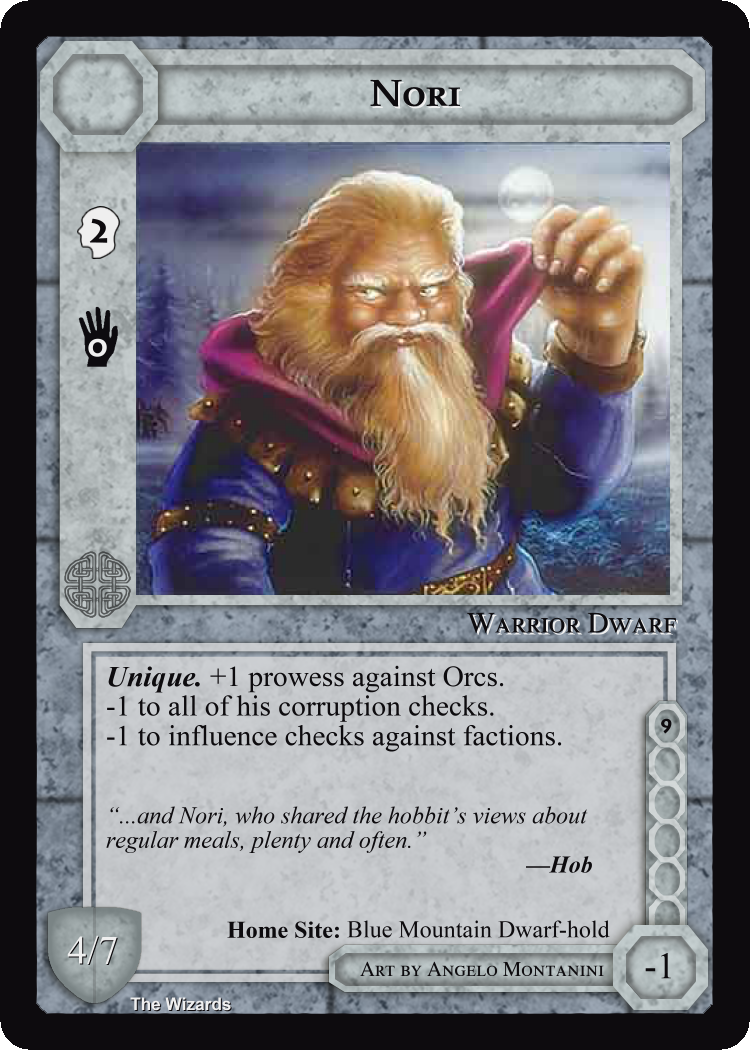 Nori
2
0
Warrior Dwarf
Unique. +1 prowess against Orcs.
-1 to all of his corruption checks.
-1 to influence checks against factions.
9
“...and Nori, who shared the hobbit’s views about
regular meals, plenty and often.”
—Hob
Home Site: Blue Mountain Dwarf-hold
4/7
Art by Angelo Montanini
-1
The Wizards